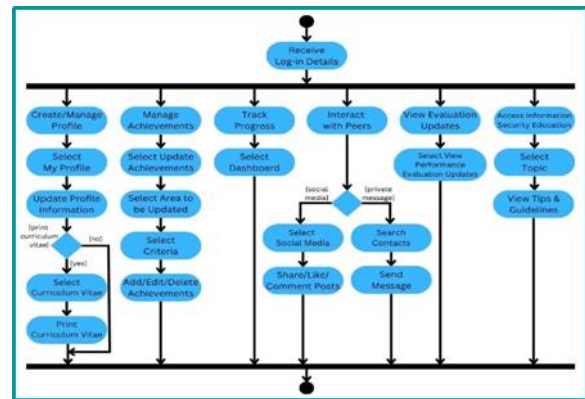 Receive
Log-in Details
Create/Manage
Profile
Manage
Achievements
Track
Progress
Interact
with Peers
View Evaluation
Updates
Access Information
Security Education
Select
My Profile
Select Update
Achievements
Select
Dashboard
Select View
Performance
Evaluation Updates
Select
Topic
Update Profile
Information
Select Area to
be Updated
[social
media]
[private
message]
View Tips &
Guidelines
[print
curriculum
vitae]
[no]
[yes]
Select
Criteria
Select
Social Media
Search
Contacts
Select
Curriculum Vitae
Add/Edit/Delete
Achievements
Share/Like/
Comment Posts
Send
Message
Print
Curriculum Vitae